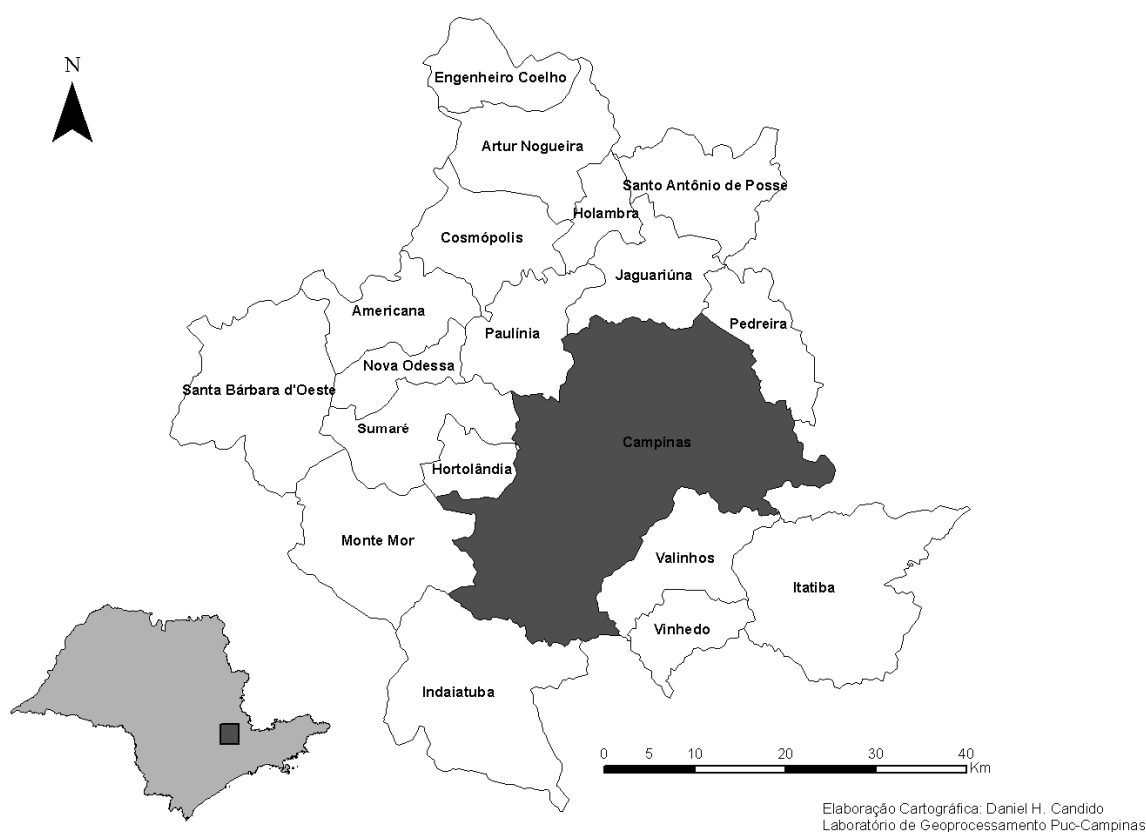 N
Engenheiro Coelho
Artur Nogueira
Santo Antônio de Posse
Holambra
Cosmópolis
Jaguariúna
Americana
Pedreira
Paulínia
Nova Odessa
Santa Bárbara d'Oeste
Sumaré
Campinas
Hortolândia
Monte Mor
Valinhos
Itatiba
Vinhedo
Indaiatuba
0 5 10 20 30 40
Km
Elaboração Cartográfica: Daniel H. Candido
Laboratório de Geoprocessamento Puc-Campinas